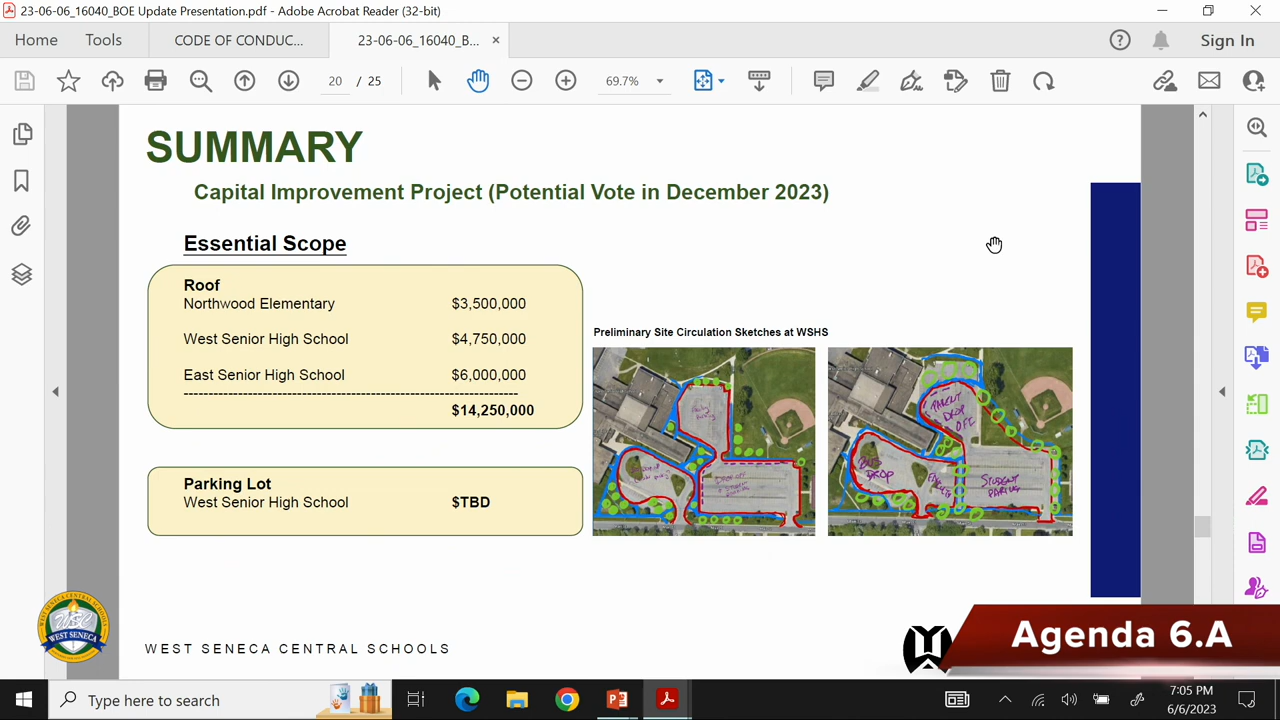 23-06-06_16040_BOE Update Presentation.pdf - Adobe Acrobat Reader (32-bit)
Home Tools CODE OF CONDUC... 23-06-06_16040_B... × Sign In
20 / 25 69.7%
SUMMARY
Capital Improvement Project (Potential Vote in December 2023)
Essential Scope
Roof
Northwood Elementary $3,500,000
West Senior High School $4,750,000
East Senior High School $6,000,000
$14,250,000
Parking Lot
West Senior High School $TBD
Preliminary Site Circulation Sketches at WSHS
PARENT
DROP
OFF
BUS
DROP
STUDENT
PARKING
WSC
WEST SENECA
WEST SENECA CENTRAL SCHOOLS
Agenda 6.A
Type here to search
7:05 PM
6/6/2023